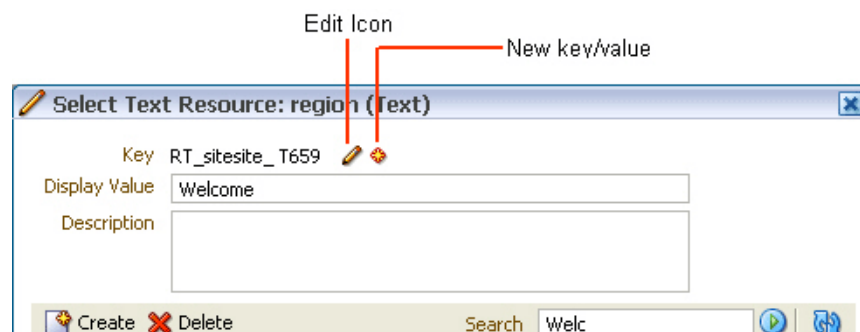 Edit Icon
New key/value
Select Text Resource: region (Text)
Key RT_sitesite_ T659
Display Value Welcome
Description
Create Delete Search Welc